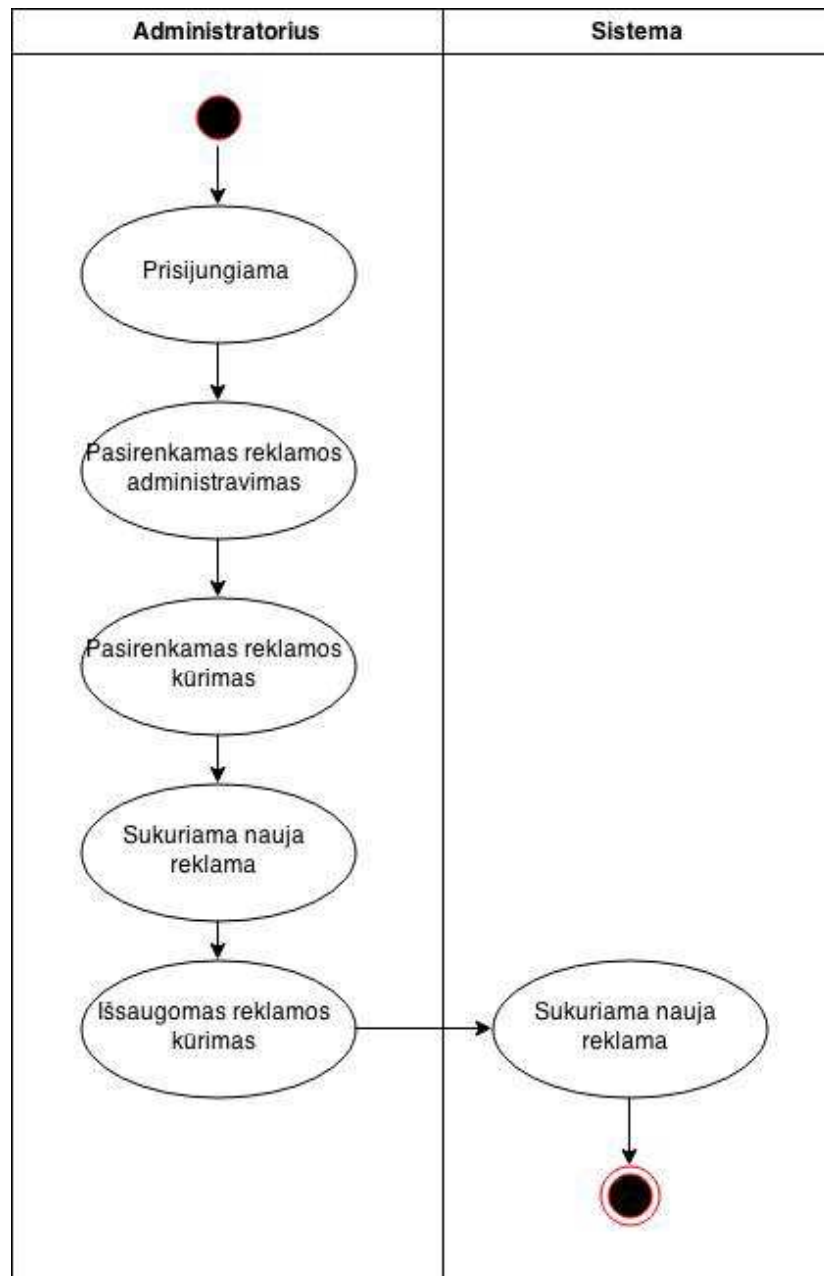 Administratorius
Sistema
Prisijungiama
Pasirenkamas reklamos
administravimas
Pasirenkamas reklamos
kūrimas
Sukuriama nauja
reklama
Išsaugomas reklamos
kūrimas
Sukuriama nauja
reklama